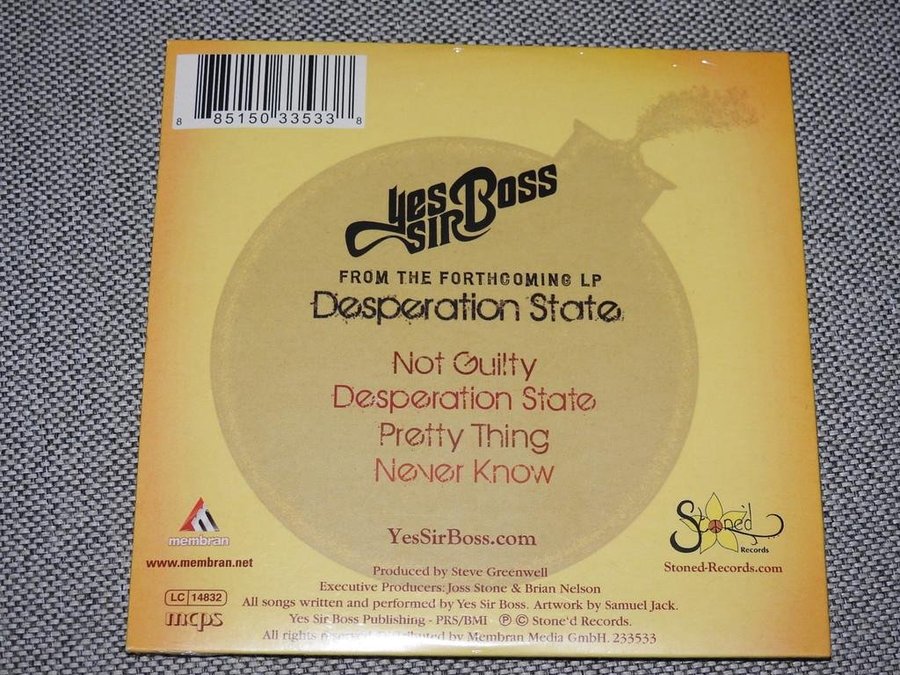 8 85150 33533 8
Yes Sir Boss
FROM THE FORTHCOMING LP
Desperation State
Not Guilty
Desperation State
Pretty Thing
Never Know
YesSirBoss.com
membran
www.membran.net
Stone'd
Records
Stoned-Records.com
Produced by Steve Greenwell
Executive Producers: Joss Stone & Brian Nelson
LC 14832
All songs written and performed by Yes Sir Boss. Artwork by Samuel Jack.
mcps
Yes Sir Boss Publishing - PRS/BMI ℗ © Stone'd Records.
All rights reserved. Distributed by Membran Media GmbH. 233533